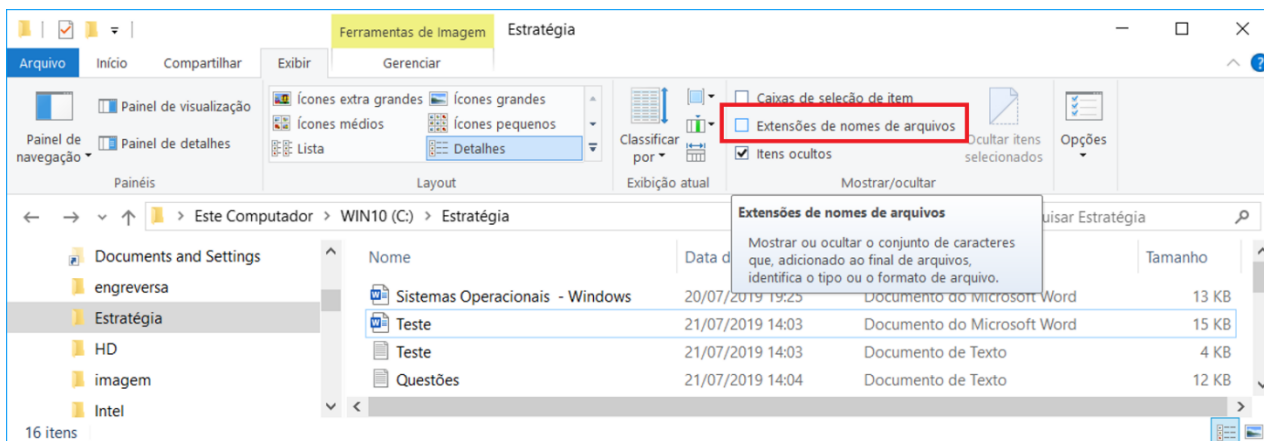 Ferramentas de Imagem Estratégia
Arquivo Início Compartilhar Exibir Gerenciar
Painel de navegação
Painel de visualização
Painel de detalhes
Painéis
Ícones extra grandes Ícones grandes
Ícones médios Ícones pequenos
Lista Detalhes
Layout
Classificar por
Exibição atual
Caixas de seleção de item
Extensões de nomes de arquivos
Itens ocultos
Ocultar itens selecionados
Mostrar/ocultar
Opções
Este Computador > WIN10 (C:) > Estratégia
uisar Estratégia
Extensões de nomes de arquivos
Mostrar ou ocultar o conjunto de caracteres
que, adicionado ao final de arquivos,
identifica o tipo ou o formato de arquivo.
Documents and Settings
engreversa
Estratégia
HD
imagem
Intel
Nome Data d Tamanho
Sistemas Operacionais - Windows 20/07/2019 19:25 Documento do Microsoft Word 13 KB
Teste 21/07/2019 14:03 Documento do Microsoft Word 15 KB
Teste 21/07/2019 14:03 Documento de Texto 4 KB
Questões 21/07/2019 14:04 Documento de Texto 12 KB
16 itens